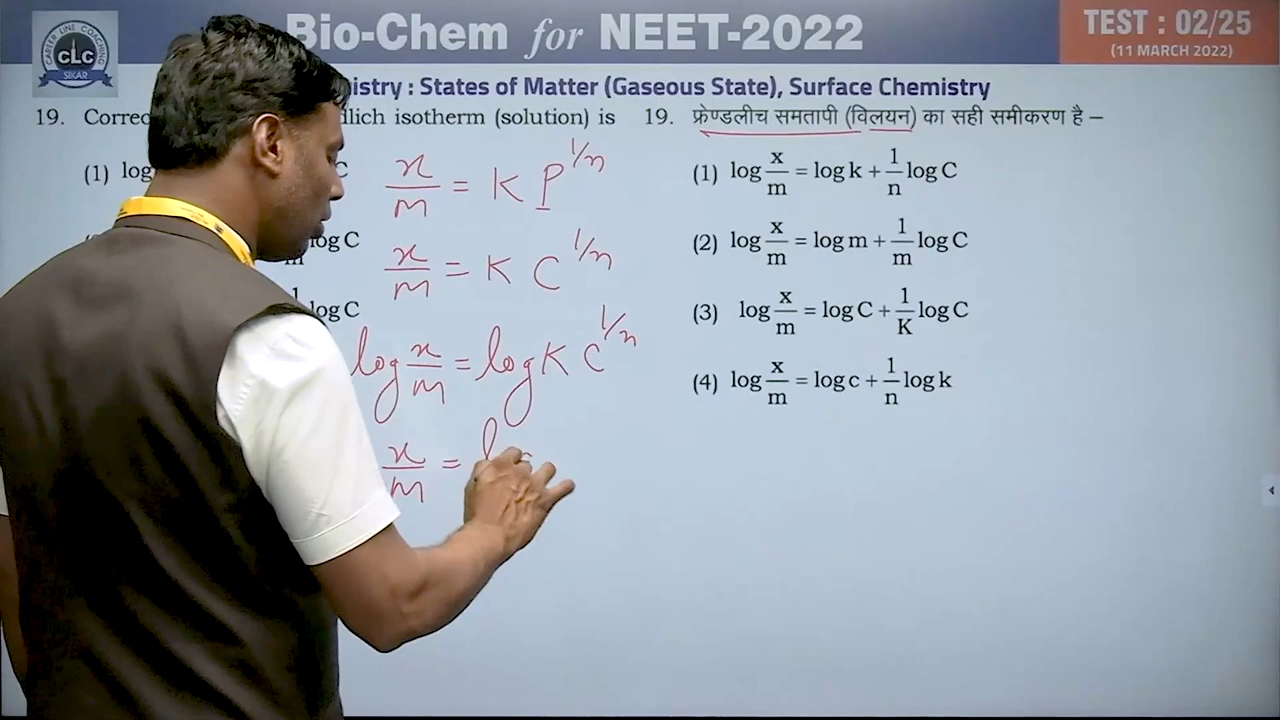 Bio-Chem for NEET-2022
TEST : 02/25
(11 MARCH 2022)
CLC
SIKAR
: States of Matter (Gaseous State), Surface Chemistry
19. isotherm (solution) is
(1) log
log C
log C
x/m = K P^1/n
x/m = K C^1/n
log x/m = log K C^1/n
x/m =
19. फ्रेण्डलीच समतापी (विलयन) का सही समीकरण है –
(1) log x/m = log k + 1/n log C
(2) log x/m = log m + 1/m log C
(3) log x/m = log C + 1/K log C
(4) log x/m = log c + 1/n log k